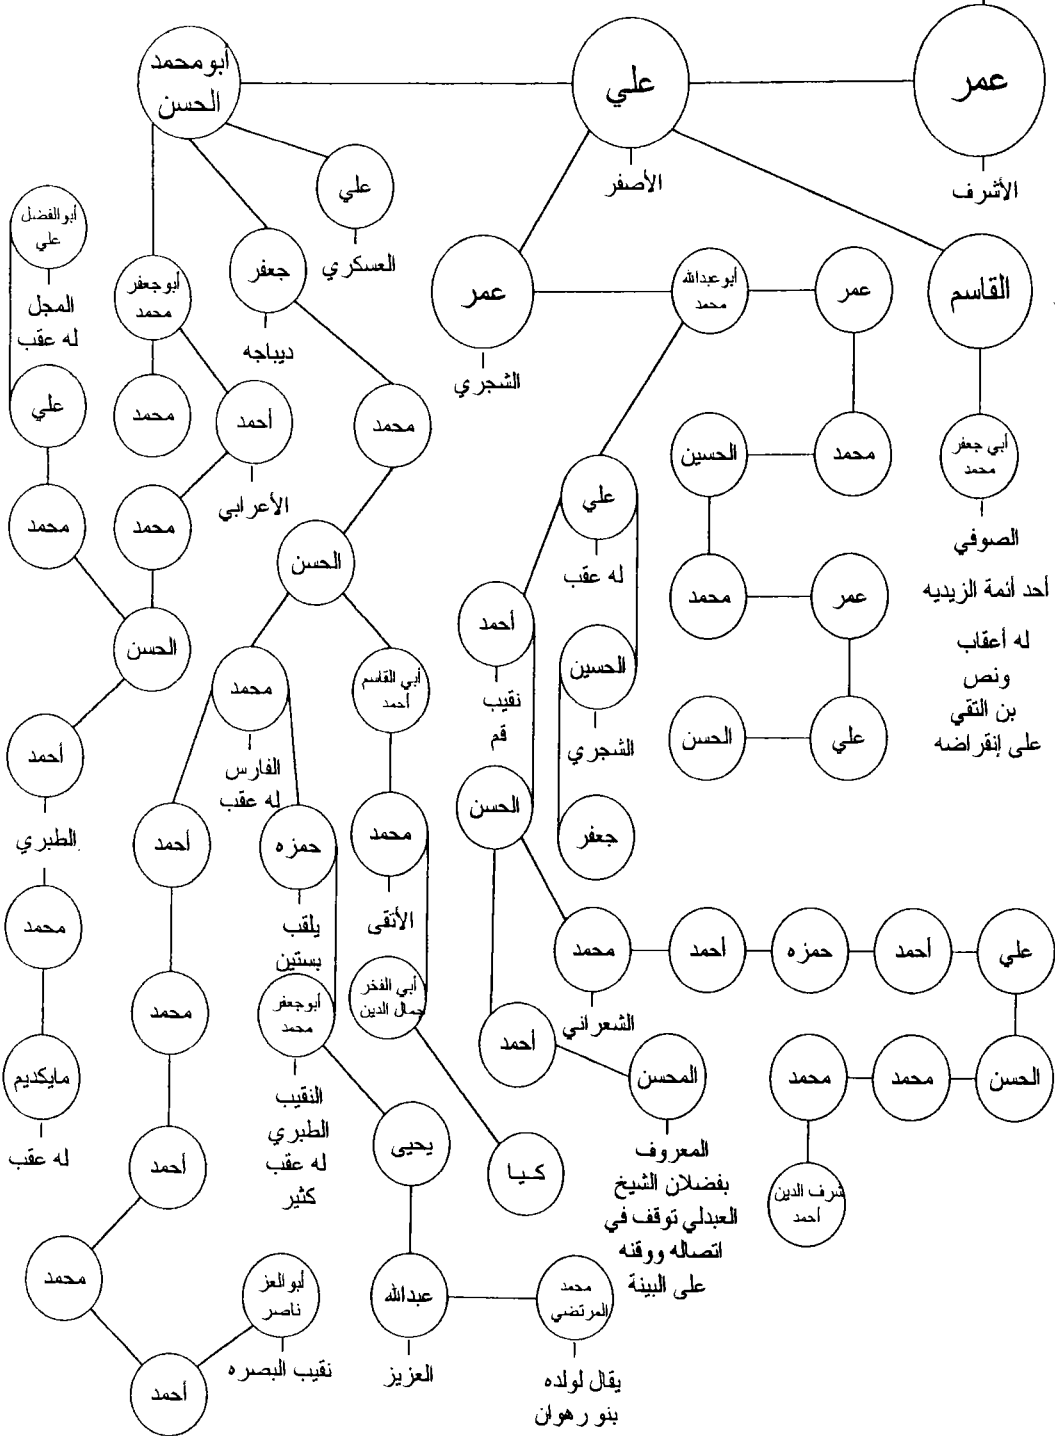 عمر
الأشرف
علي
الأصفر
أبو محمد
الحسن
علي
العسكري
جعفر
ديباجه
أبو جعفر
محمد
أبو الفضل
علي
المجل
له عقب
القاسم
عمر
أبو عبدالله
محمد
عمر
الشجري
أبي جعفر
محمد
الصوفي
أحد أئمة الزيديه
له أعقاب
ونص
بن التقي
على إنقراضه
محمد
الحسين
محمد
عمر
علي
الحسن
علي
له عقب
الحسين
الشجري
جعفر
أحمد
نقيب
قم
الحسن
محمد
الشعراني
أحمد
حمزه
أحمد
علي
الحسن
محمد
محمد
شرف الدين
أحمد
أحمد
المحسن
المعروف
بفضلان الشيخ
العبدلي توقف في
اتصاله ووقنه
على البينة
محمد
الحسن
أبي القاسم
أحمد
محمد
الأتقى
أبي الفخر
جمال الدين
كيا
محمد
الفارس
له عقب
حمزه
يلقب
بستين
أبو جعفر
محمد
النقيب
الطبري
له عقب
كثير
يحيى
عبدالله
العزيز
محمد
المرتضي
يقال لولده
بنو رهوان
أحمد
محمد
أحمد
محمد
أحمد
أبو العز
ناصر
نقيب البصره
محمد
أحمد
الأعرابي
محمد
الحسن
محمد
علي
أحمد
الطبري
محمد
مايكديم
له عقب